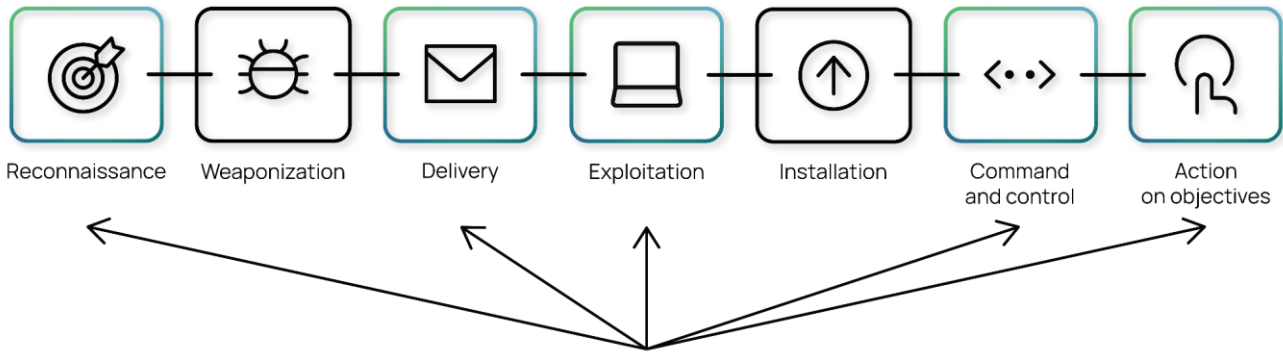 Reconnaissance
Weaponization
Delivery
Exploitation
Installation
Command
and control
Action
on objectives